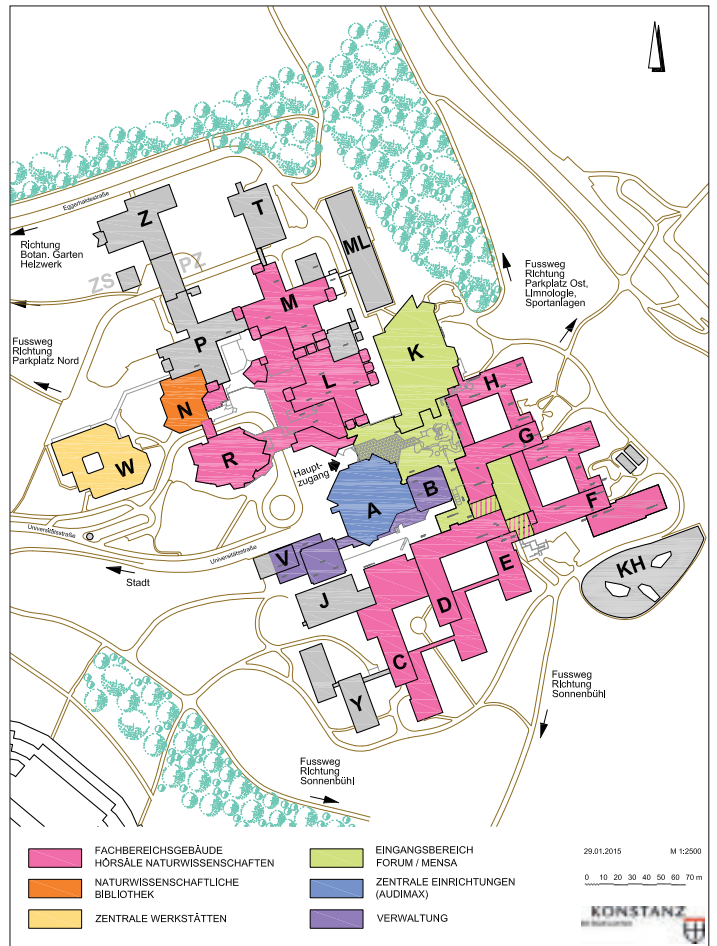 Z
T
Eggerhaldestraße
Richtung
Botan. Garten
Heizwerk
ZS
PZ
ML
M
Fussweg
Richtung
Parkplatz Ost,
Limnologie,
Sportanlagen
Fussweg
Richtung
Parkplatz Nord
P
K
L
H
N
G
R
W
Haupt-
zugang
B
A
F
Universitätsstraße
V
Universitätsstraße
E
KH
Stadt
J
D
C
Y
Fussweg
Richtung
Sonnenbühl
Fussweg
Richtung
Sonnenbühl
FACHBEREICHSGEBÄUDE
HÖRSÄLE NATURWISSENSCHAFTEN
NATURWISSENSCHAFTLICHE
BIBLIOTHEK
ZENTRALE WERKSTÄTTEN
EINGANGSBEREICH
FORUM / MENSA
ZENTRALE EINRICHTUNGEN
(AUDIMAX)
VERWALTUNG
29.01.2015 M 1:2500
0 10 20 30 40 50 60 70 m
KONSTANZ